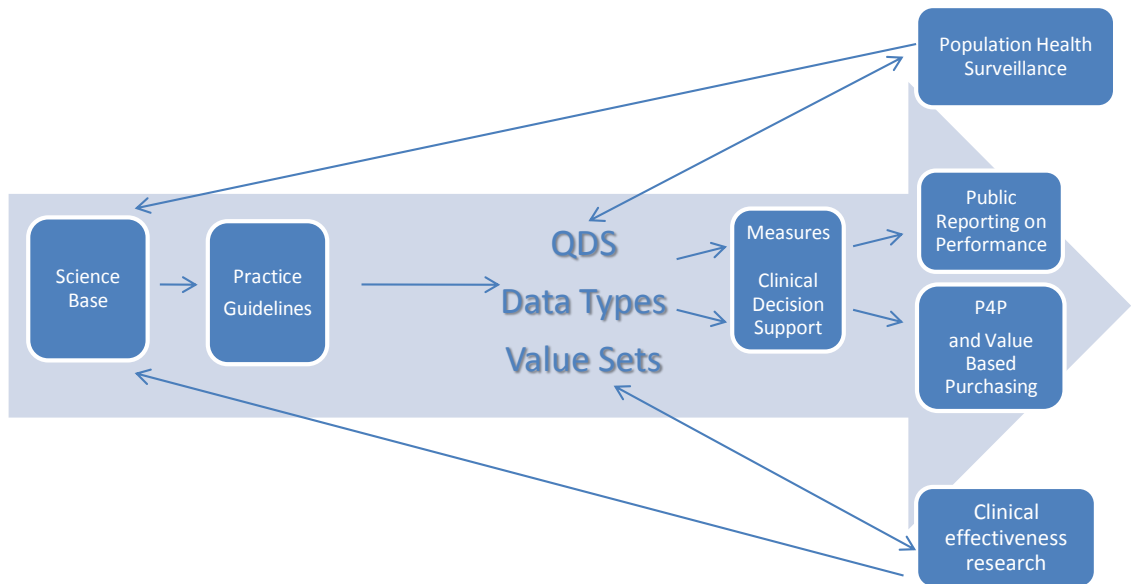 Population Health
Surveillance
Science
Base
Practice
Guidelines
QDS
Data Types
Value Sets
Measures
Clinical
Decision
Support
Public
Reporting on
Performance
P4P
and Value
Based
Purchasing
Clinical
effectiveness
research